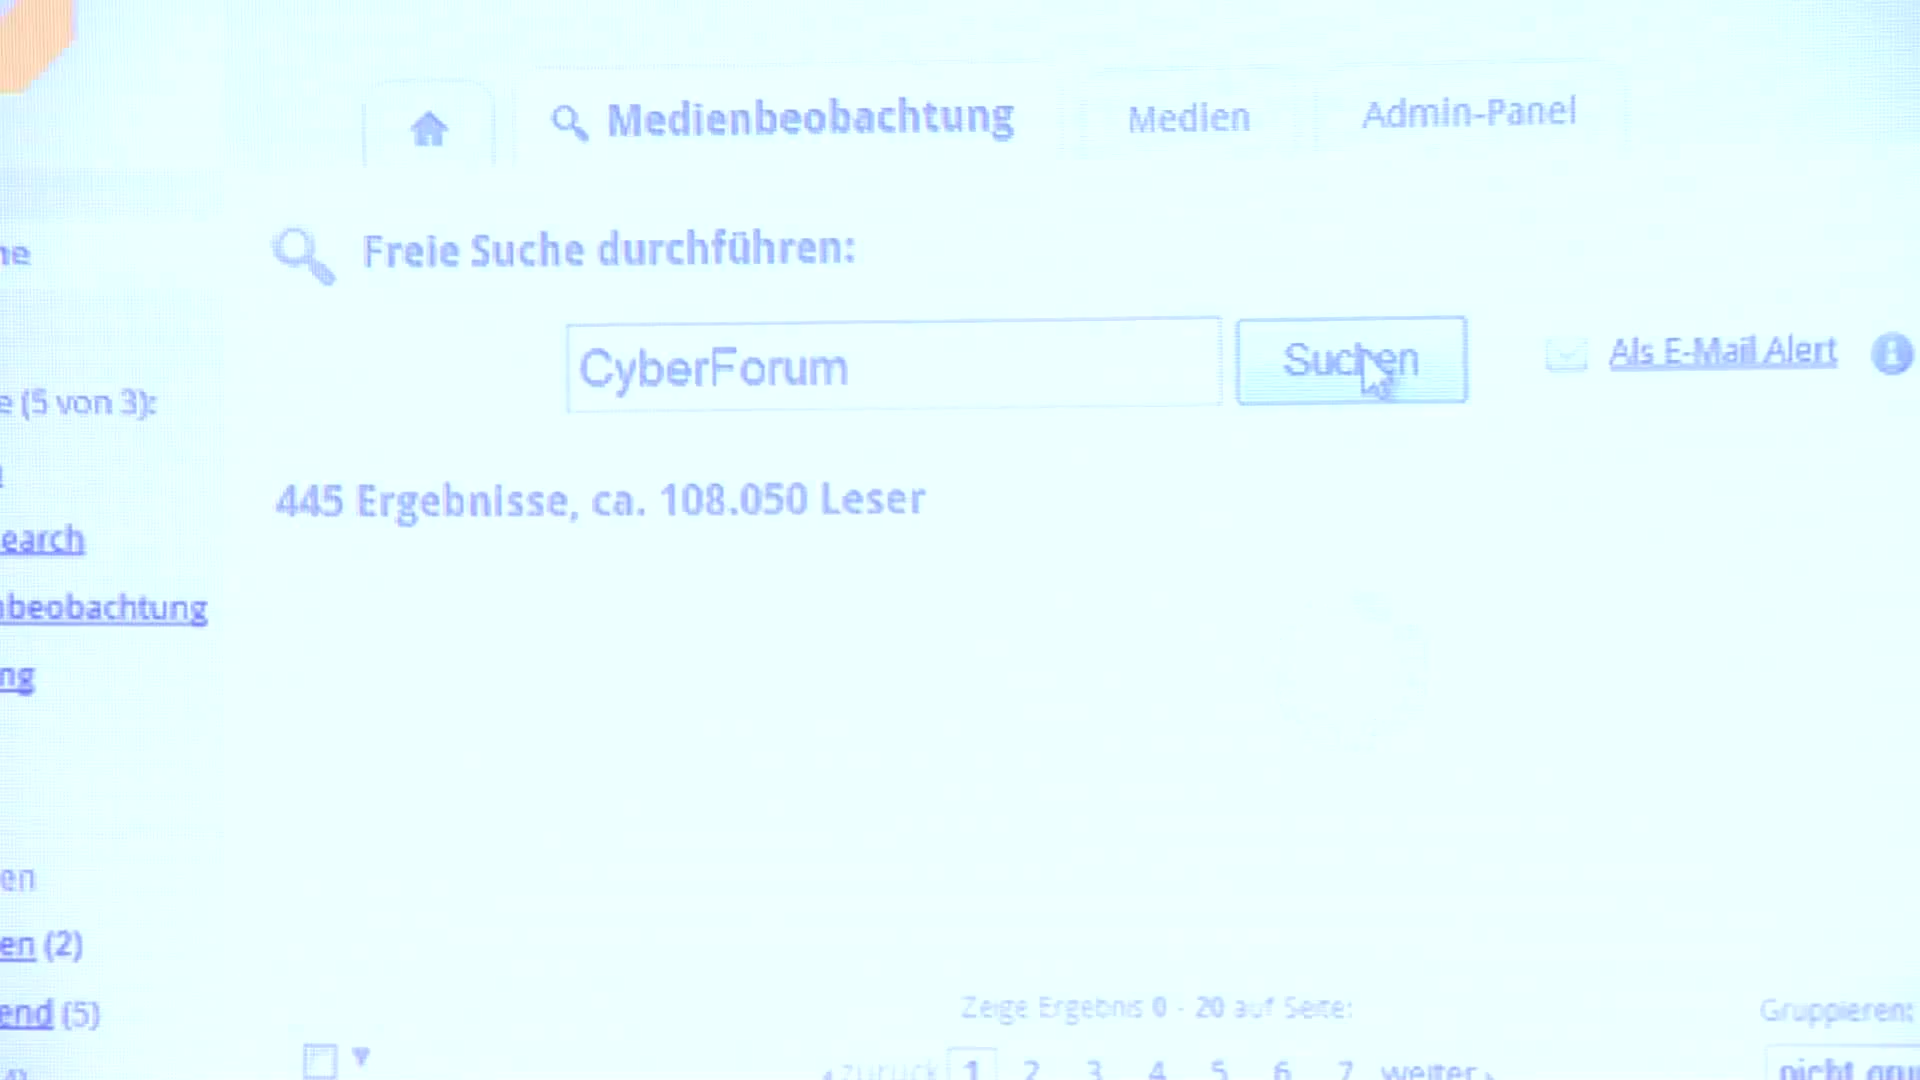 Medienbeobachtung Medien Admin-Panel
Freie Suche durchführen:
CyberForum Suchen Als E-Mail Alert
e (5 von 3):
445 Ergebnisse, ca. 108.050 Leser
earch
beobachtung
ng
en
en (2)
end (5)
Zeige Ergebnis 0 - 20 auf Seite:
Gruppieren:
zurück 1 2 3 4 5 6 7 weiter
nicht